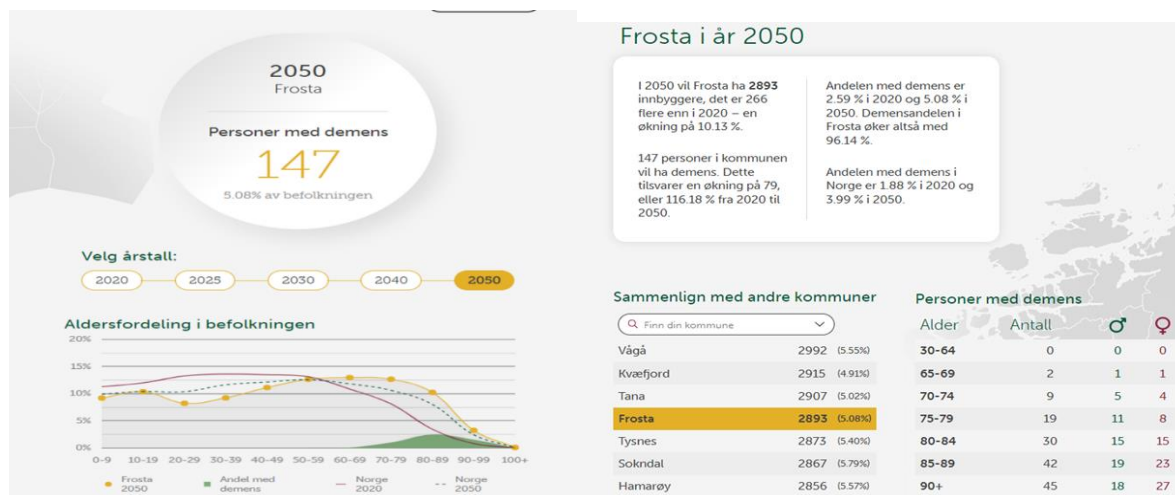 2050
Frosta
Personer med demens
147
5.08% av befolkningen
Velg årstall:
2020 2025 2030 2040 2050
Aldersfordeling i befolkningen
20%
15%
10%
5%
0%
0-9 10-19 20-29 30-39 40-49 50-59 60-69 70-79 80-89 90-99 100+
Frosta 2050
Andel med demens
Norge 2020
Norge 2050
Frosta i år 2050
I 2050 vil Frosta ha 2893
innbyggere, det er 266
flere enn i 2020 – en
økning på 10.13 %.
147 personer i kommunen
vil ha demens. Dette
tilsvarer en økning på 79,
eller 116.18 % fra 2020 til
2050.
Andelen med demens er
2.59 % i 2020 og 5.08 % i
2050. Demensandelen i
Frosta øker altså med
96.14 %.
Andelen med demens i
Norge er 1.88 % i 2020 og
3.99 % i 2050.
Sammenlign med andre kommuner
Finn din kommune
Vågå 2992 (5.55%)
Kvæfjord 2915 (4.91%)
Tana 2907 (5.02%)
Frosta 2893 (5.08%)
Tysnes 2873 (5.40%)
Sokndal 2867 (5.79%)
Hamarøy 2856 (5.57%)
Personer med demens
Alder Antall ♂ ♀
30-64 0 0 0
65-69 2 1 1
70-74 9 5 4
75-79 19 11 8
80-84 30 15 15
85-89 42 19 23
90+ 45 18 27